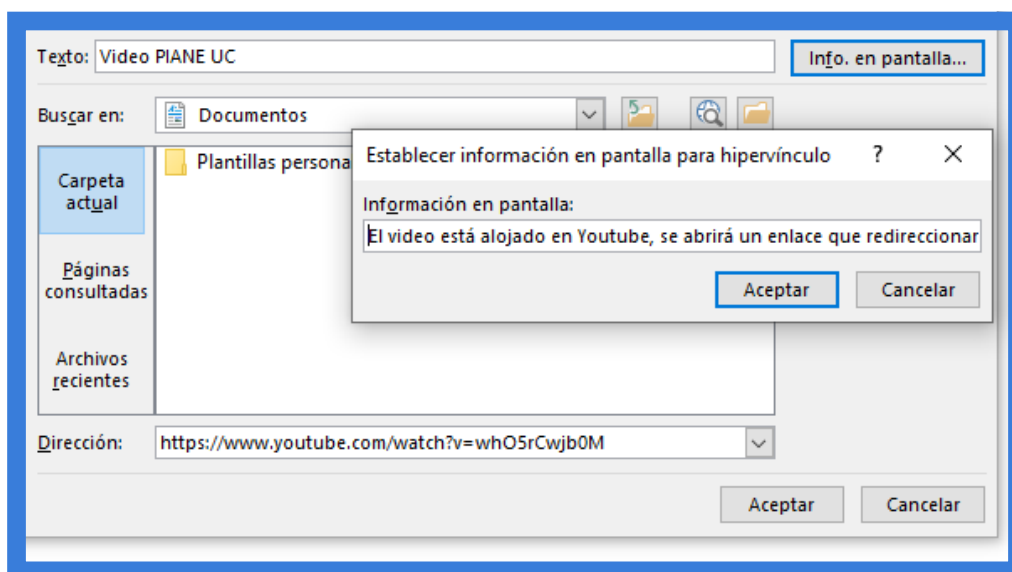 Texto: Video PIANE UC
Info. en pantalla...
Buscar en: Documentos
Plantillas persona
Establecer información en pantalla para hipervínculo ? X
Información en pantalla:
El video está alojado en Youtube, se abrirá un enlace que redireccionar
Aceptar Cancelar
Carpeta
actual
Páginas
consultadas
Archivos
recientes
Dirección: https://www.youtube.com/watch?v=whO5rCwjb0M
Aceptar Cancelar